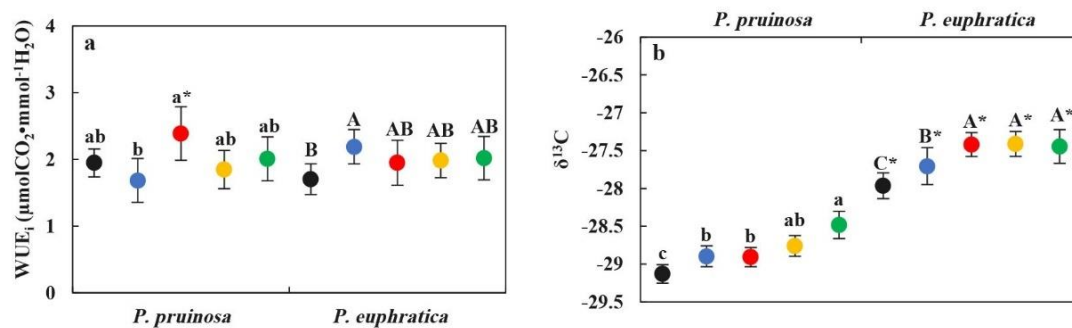 P. pruinosa P. euphratica
4
3
2
1
0
WUEi (μmolCO2•mmol-1H2O)
a
ab b a* ab ab B A AB AB AB
P. pruinosa P. euphratica
-26
-26.5
-27
-27.5
-28
-28.5
-29
-29.5
δ13C
b
c b b ab a C* B* A* A* A*